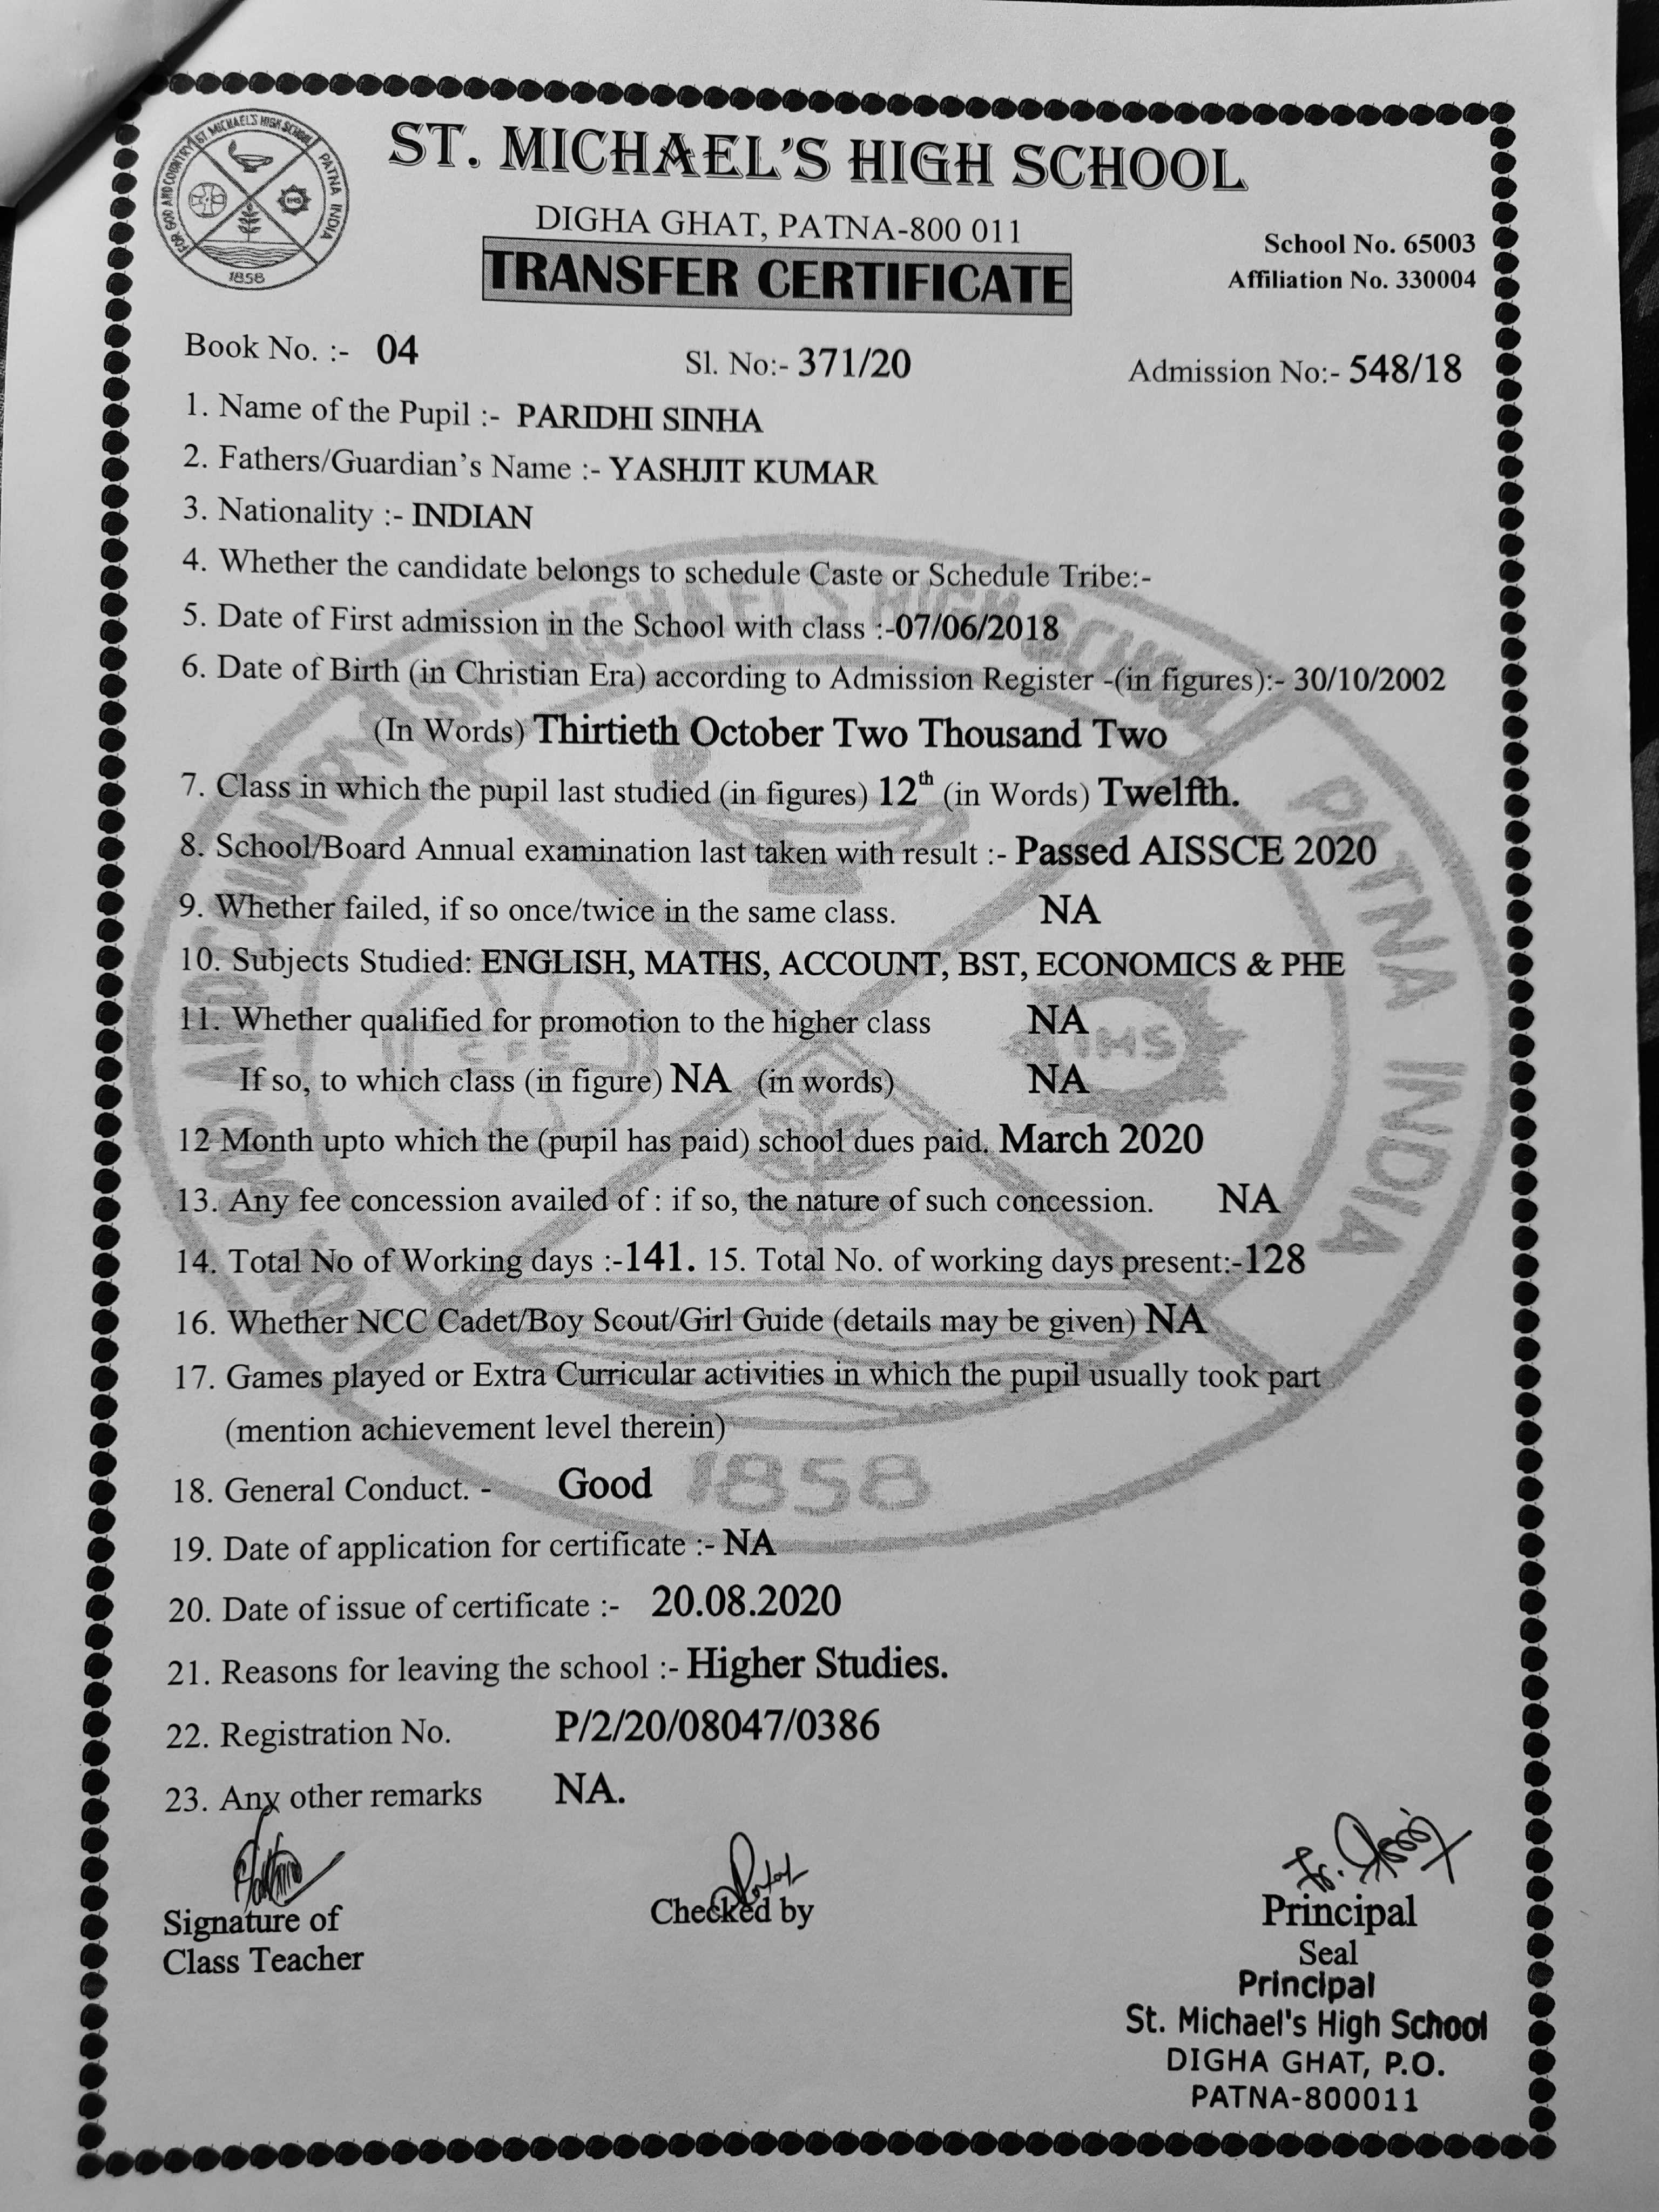 ST. MICHAEL'S HIGH SCHOOL PATNA INDIA
FOR GOD AND COUNTRY
IHS
1858
ST. MICHAEL'S HIGH SCHOOL
DIGHA GHAT, PATNA-800 011
School No. 65003
TRANSFER CERTIFICATE
Affiliation No. 330004
Book No. :- 04 Sl. No:- 371/20 Admission No:- 548/18
1. Name of the Pupil :- PARIDHI SINHA
2. Fathers/Guardian's Name :- YASHJIT KUMAR
3. Nationality :- INDIAN
4. Whether the candidate belongs to schedule Caste or Schedule Tribe:-
5. Date of First admission in the School with class :-07/06/2018
6. Date of Birth (in Christian Era) according to Admission Register -(in figures):- 30/10/2002
(In Words) Thirtieth October Two Thousand Two
7. Class in which the pupil last studied (in figures) 12th (in Words) Twelfth.
8. School/Board Annual examination last taken with result :- Passed AISSCE 2020
9. Whether failed, if so once/twice in the same class. NA
10. Subjects Studied: ENGLISH, MATHS, ACCOUNT, BST, ECONOMICS & PHE
11. Whether qualified for promotion to the higher class NA
If so, to which class (in figure) NA (in words) NA
12 Month upto which the (pupil has paid) school dues paid. March 2020
13. Any fee concession availed of : if so, the nature of such concession. NA
14. Total No of Working days :-141. 15. Total No. of working days present:-128
16. Whether NCC Cadet/Boy Scout/Girl Guide (details may be given) NA
17. Games played or Extra Curricular activities in which the pupil usually took part
(mention achievement level therein)
18. General Conduct. - Good
19. Date of application for certificate :- NA
20. Date of issue of certificate :- 20.08.2020
21. Reasons for leaving the school :- Higher Studies.
22. Registration No. P/2/20/08047/0386
23. Any other remarks NA.
Signature of
Class Teacher
Checked by
Principal
Seal
Principal
St. Michael's High School
DIGHA GHAT, P.O.
PATNA-800011